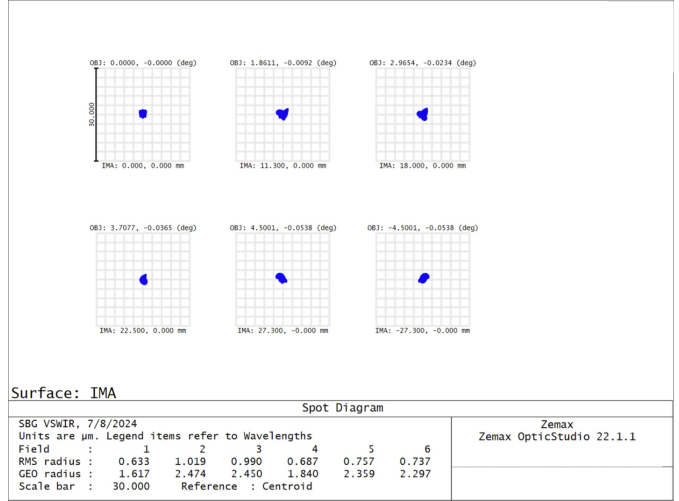 OBJ: 0.0000, -0.0000 (deg)
OBJ: 1.8611, -0.0092 (deg)
OBJ: 2.9654, -0.0234 (deg)
30.000
IMA: 0.000, 0.000 mm
IMA: 11.300, 0.000 mm
IMA: 18.000, 0.000 mm
OBJ: 3.7077, -0.0365 (deg)
OBJ: 4.5001, -0.0538 (deg)
OBJ: -4.5001, -0.0538 (deg)
IMA: 22.500, 0.000 mm
IMA: 27.300, -0.000 mm
IMA: -27.300, -0.000 mm
Surface: IMA
Spot Diagram
SBG VSWIR, 7/8/2024
Units are µm. Legend items refer to Wavelengths
Field : 1 2 3 4 5 6
RMS radius : 0.633 1.019 0.990 0.687 0.757 0.737
GEO radius : 1.617 2.474 2.450 1.840 2.359 2.297
Scale bar : 30.000 Reference : Centroid
Zemax
Zemax OpticStudio 22.1.1